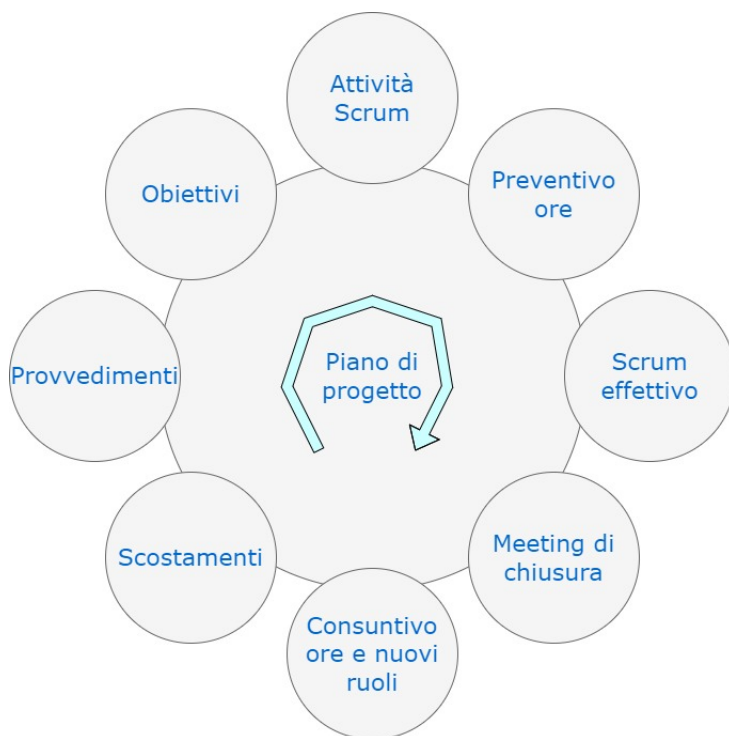 Attività
Scrum
Preventivo
ore
Obiettivi
Piano di
progetto
Scrum
effettivo
Provvedimenti
Meeting di
chiusura
Scostamenti
Consuntivo
ore e nuovi
ruoli